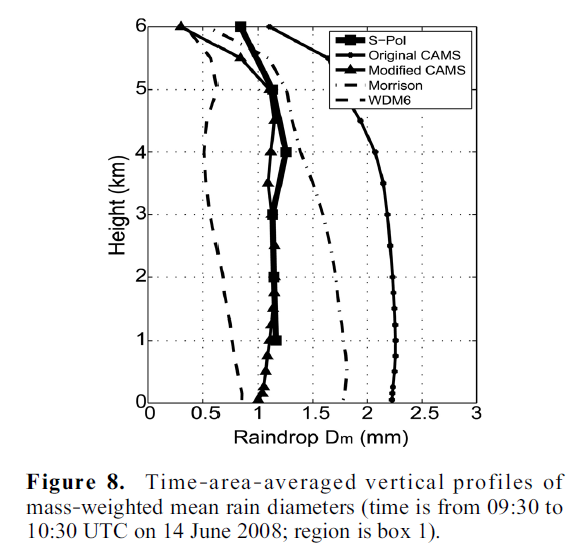 6
5
4
3
2
1
0
Height (km)
S-Pol
Original CAMS
Modified CAMS
Morrison
WDM6
0 0.5 1 1.5 2 2.5 3
Raindrop Dm (mm)
Figure 8. Time-area-averaged vertical profiles of
mass-weighted mean rain diameters (time is from 09:30 to
10:30 UTC on 14 June 2008; region is box 1).